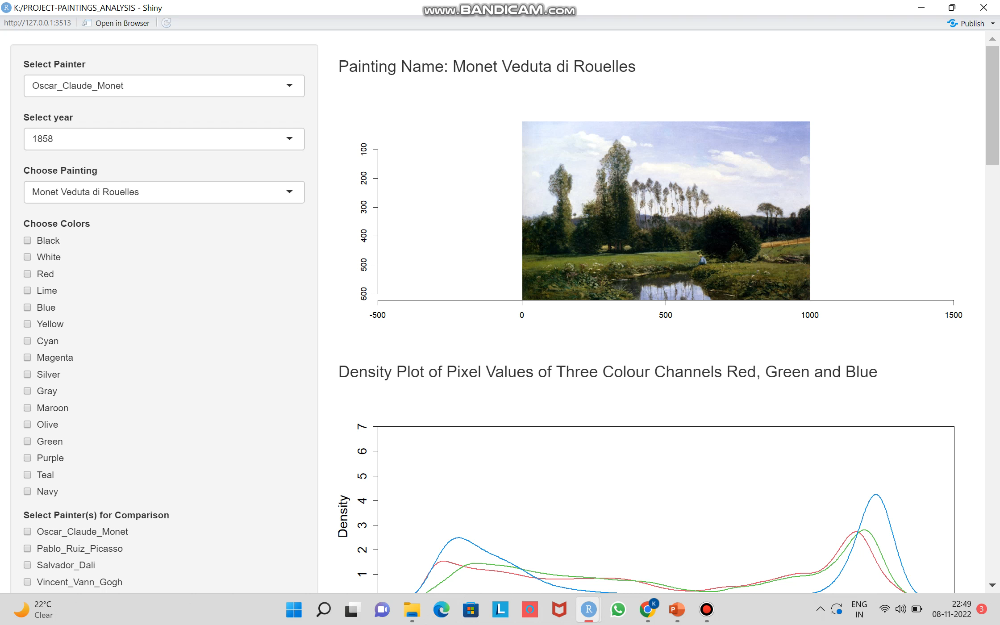 K:/PROJECT-PAINTINGS_ANALYSIS - Shiny
www.BANDICAM.com
http://127.0.0.1:3513
Open in Browser
Publish
Select Painter
Oscar_Claude_Monet
Select year
1858
Choose Painting
Monet Veduta di Rouelles
Choose Colors
Black
White
Red
Lime
Blue
Yellow
Cyan
Magenta
Silver
Gray
Maroon
Olive
Green
Purple
Teal
Navy
Select Painter(s) for Comparison
Oscar_Claude_Monet
Pablo_Ruiz_Picasso
Salvador_Dali
Vincent_Vann_Gogh
Painting Name: Monet Veduta di Rouelles
100
200
300
400
500
600
-500
0
500
1000
1500
Density Plot of Pixel Values of Three Colour Channels Red, Green and Blue
7
6
5
4
3
2
1
Density
22°C
Clear
L
R
K
P
ENG
IN
22:49
08-11-2022
3